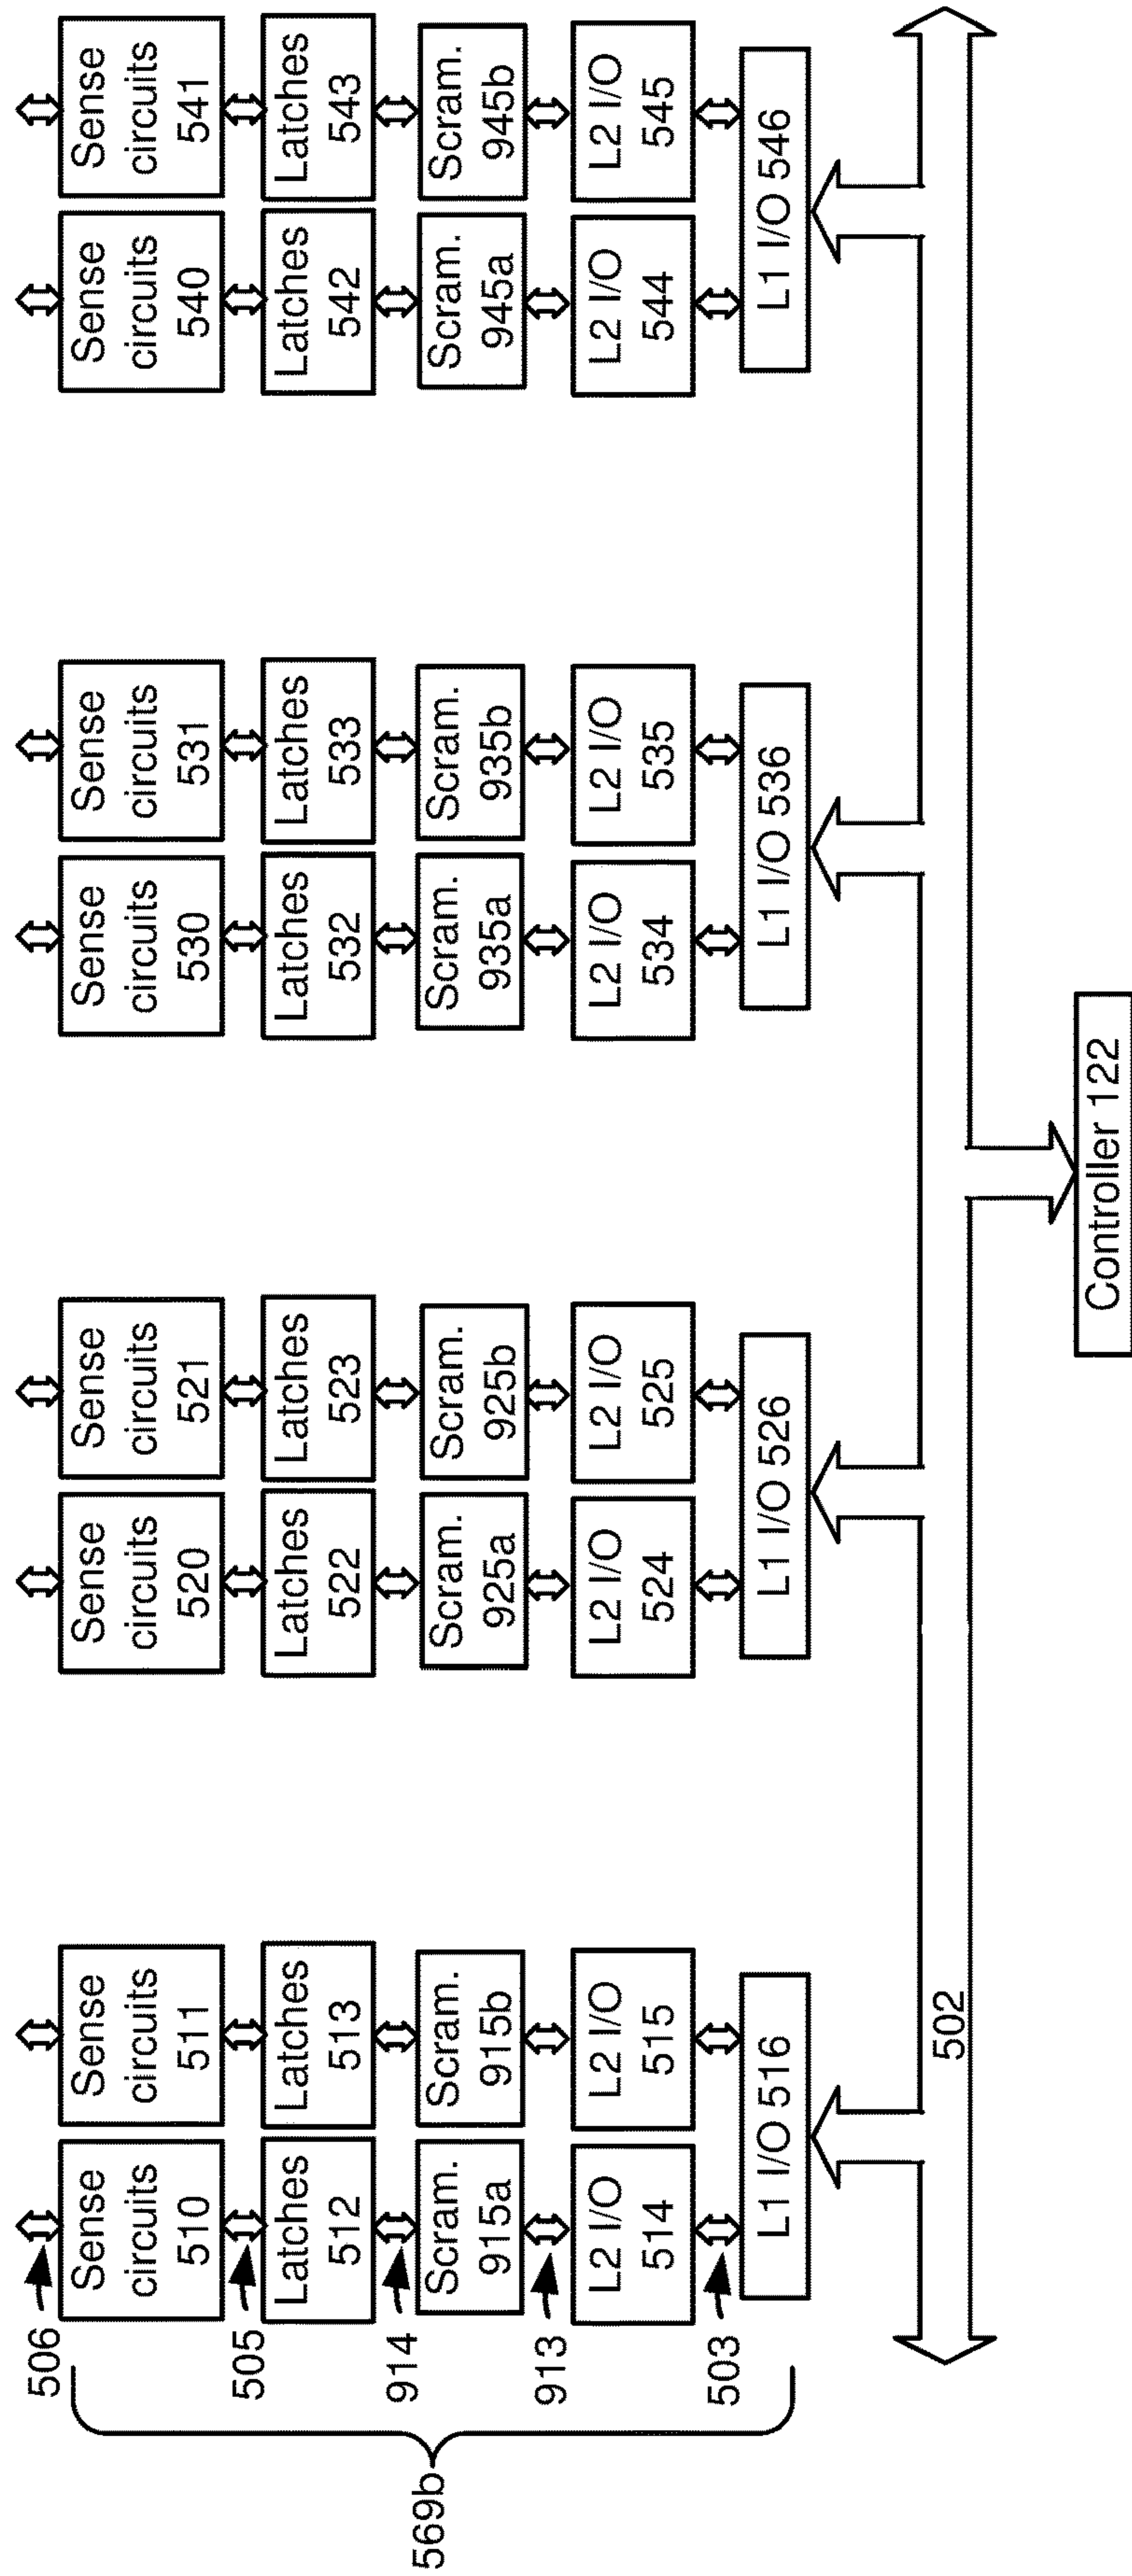 506
Sense
circuits
510
Sense
circuits
511
Sense
circuits
520
Sense
circuits
521
Sense
circuits
530
Sense
circuits
531
Sense
circuits
540
Sense
circuits
541
505
Latches
512
Latches
513
Latches
522
Latches
523
Latches
532
Latches
533
Latches
542
Latches
543
914
Scram.
915a
Scram.
915b
Scram.
925a
Scram.
925b
Scram.
935a
Scram.
935b
Scram.
945a
Scram.
945b
569b
913
L2 I/O
514
L2 I/O
515
L2 I/O
524
L2 I/O
525
L2 I/O
534
L2 I/O
535
L2 I/O
544
L2 I/O
545
503
L1 I/O 516
L1 I/O 526
L1 I/O 536
L1 I/O 546
502
Controller 122